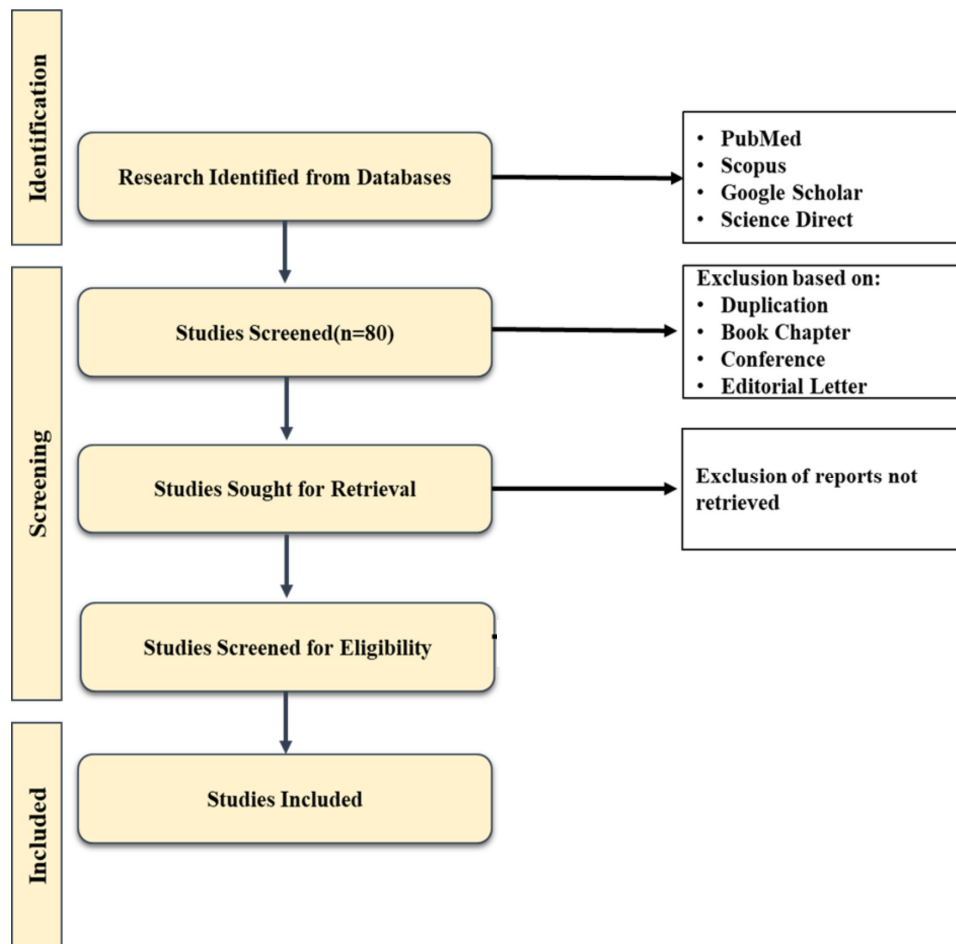 Identification
Research Identified from Databases
• PubMed
• Scopus
• Google Scholar
• Science Direct
Screening
Studies Screened(n=80)
Exclusion based on:
• Duplication
• Book Chapter
• Conference
• Editorial Letter
Studies Sought for Retrieval
Exclusion of reports not
retrieved
Studies Screened for Eligibility
Included
Studies Included